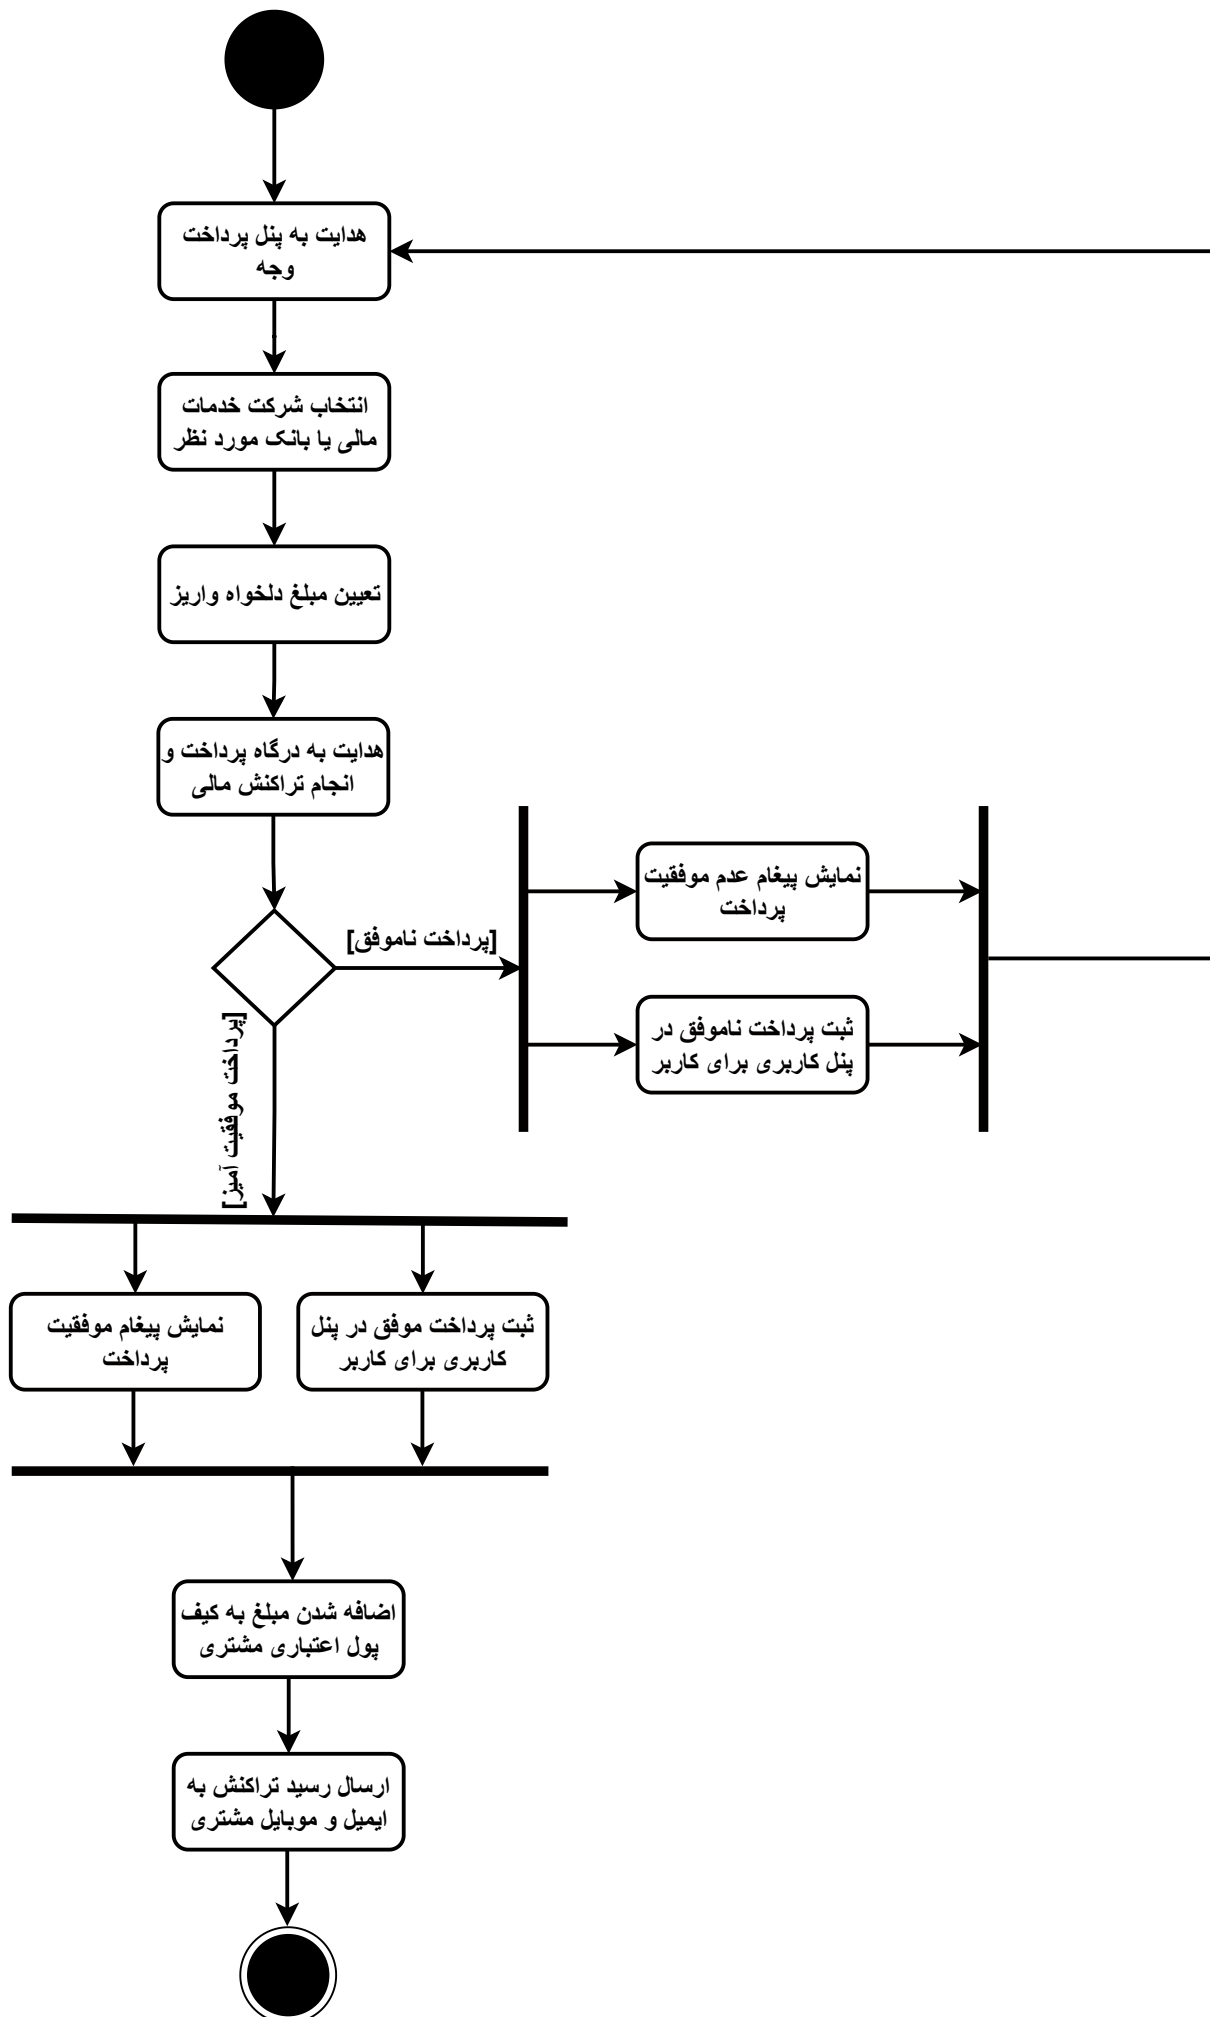 هدایت به پنل پرداخت
وجه
انتخاب شرکت خدمات
مالی یا بانک مورد نظر
تعیین مبلغ دلخواه واریز
هدایت به درگاه پرداخت و
انجام تراکنش مالی
[پرداخت ناموفق]
نمایش پیغام عدم موفقیت
پرداخت
ثبت پرداخت ناموفق در
پنل کاربری برای کاربر
[پرداخت موفقیت آمیز]
ثبت پرداخت موفق در پنل
کاربری برای کاربر
نمایش پیغام موفقیت
پرداخت
اضافه شدن مبلغ به کیف
پول اعتباری مشتری
ارسال رسید تراکنش به
ایمیل و موبایل مشتری